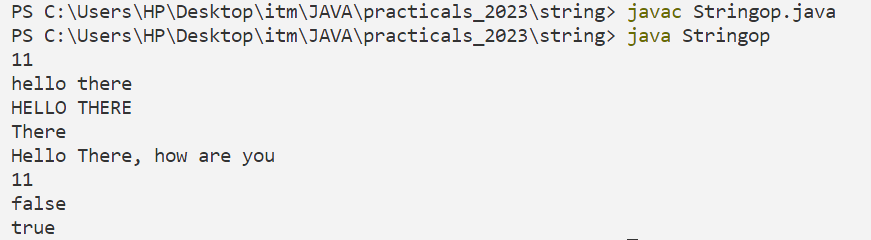 PS C:\Users\HP\Desktop\itm\JAVA\practicals_2023\string> javac Stringop.java
PS C:\Users\HP\Desktop\itm\JAVA\practicals_2023\string> java Stringop
11
hello there
HELLO THERE
There
Hello There, how are you
11
false
true